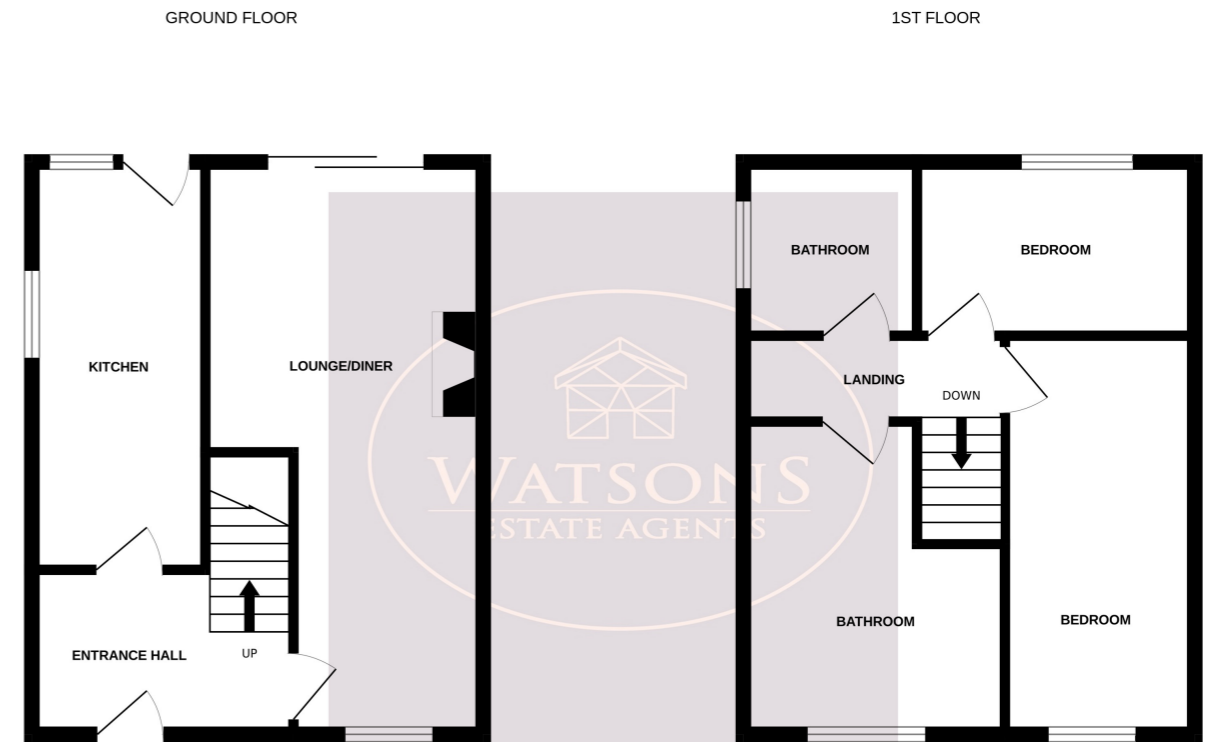 GROUND FLOOR
1ST FLOOR
BATHROOM
BEDROOM
KITCHEN
LOUNGE/DINER
LANDING
DOWN
WATSONS
ESTATE AGENTS
ENTRANCE HALL
UP
BATHROOM
BEDROOM